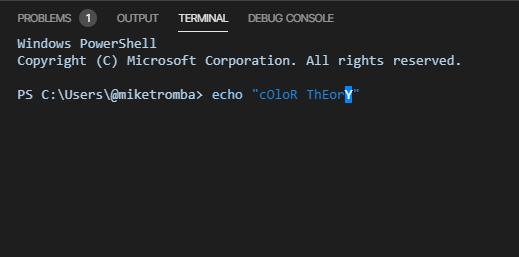 PROBLEMS 1 OUTPUT TERMINAL DEBUG CONSOLE
Windows PowerShell
Copyright (C) Microsoft Corporation. All rights reserved.
PS C:\Users\@miketromba> echo "cOloR ThEorY"